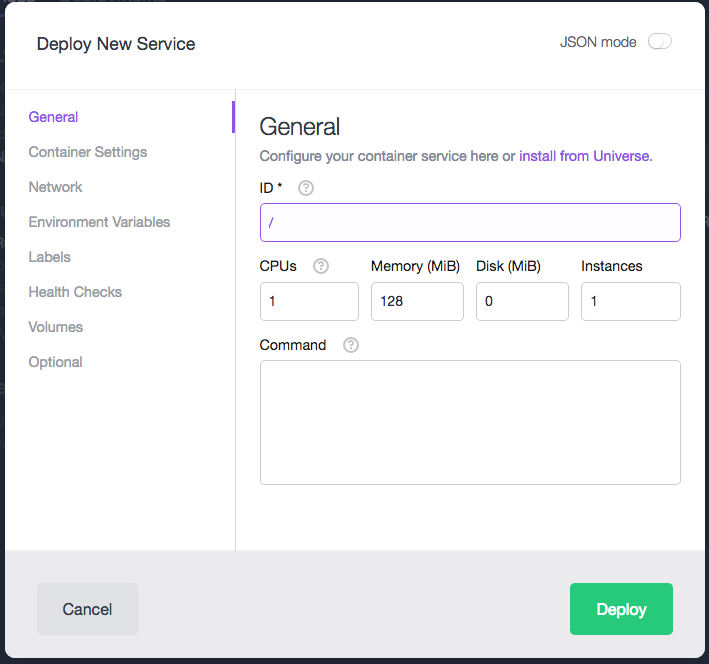 Deploy New Service
JSON mode
General
Container Settings
Network
Environment Variables
Labels
Health Checks
Volumes
Optional
General
Configure your container service here or install from Universe.
ID * ?
/
CPUs ? Memory (MiB) Disk (MiB) Instances
1 128 0 1
Command ?
Cancel Deploy